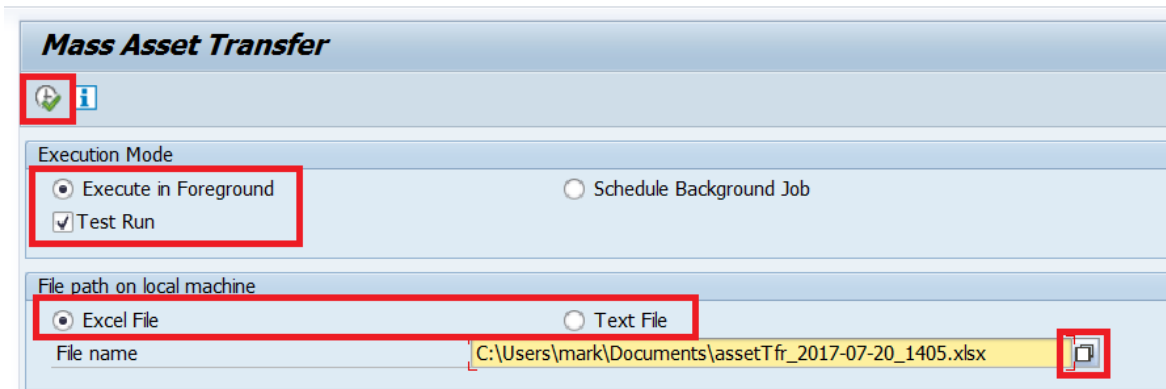 Mass Asset Transfer
Execution Mode
Execute in Foreground Schedule Background Job
Test Run
File path on local machine
Excel File Text File
File name C:\Users\mark\Documents\assetTfr_2017-07-20_1405.xlsx